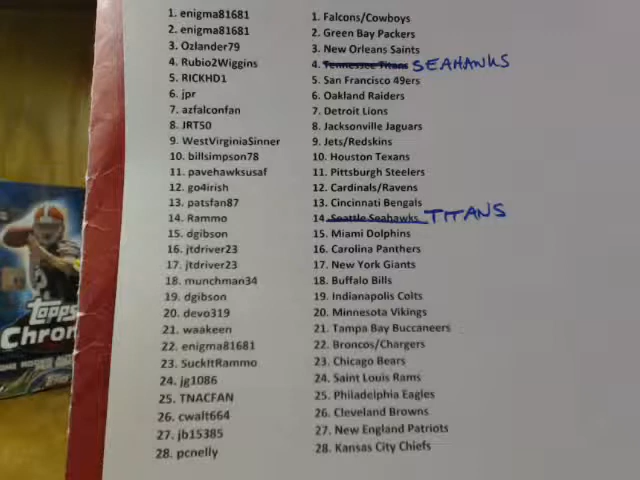 1. enigma81681
2. enigma81681
3. Ozlander79
4. Rubio2Wiggins
5. RICKHD1
6. jpr
7. azfalconfan
8. JRT50
9. WestVirginiaSinner
10. billsimpson78
11. pavehawksusaf
12. go4irish
13. patsfan87
14. Rammo
15. dgibson
16. jtdriver23
17. jtdriver23
18. munchman34
19. dgibson
20. devo319
21. waakeen
22. enigma81681
23. SuckItRammo
24. jg1086
25. TNACFAN
26. cwalt664
27. jb15385
28. pcnelly
1. Falcons/Cowboys
2. Green Bay Packers
3. New Orleans Saints
4. Tennessee Titans SEAHAWKS
5. San Francisco 49ers
6. Oakland Raiders
7. Detroit Lions
8. Jacksonville Jaguars
9. Jets/Redskins
10. Houston Texans
11. Pittsburgh Steelers
12. Cardinals/Ravens
13. Cincinnati Bengals
14. Seattle Seahawks TITANS
15. Miami Dolphins
16. Carolina Panthers
17. New York Giants
18. Buffalo Bills
19. Indianapolis Colts
20. Minnesota Vikings
21. Tampa Bay Buccaneers
22. Broncos/Chargers
23. Chicago Bears
24. Saint Louis Rams
25. Philadelphia Eagles
26. Cleveland Browns
27. New England Patriots
28. Kansas City Chiefs
Topps
Chrom